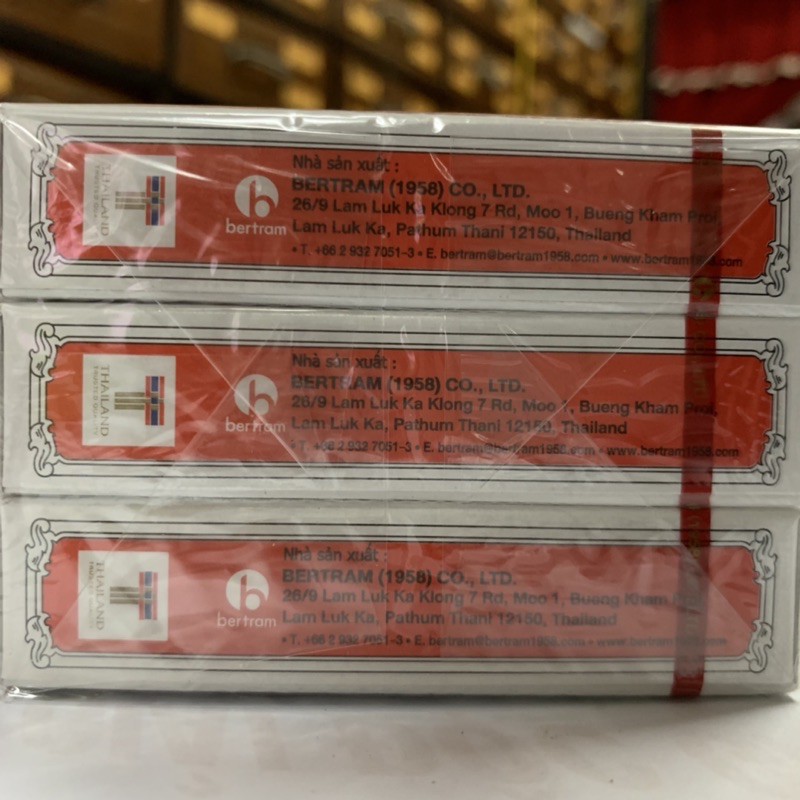 THAILAND
bertram
Nhà sản xuất :
BERTRAM (1958) CO., LTD.
26/9 Lam Luk Ka Klong 7 Rd, Moo 1, Bueng Kham Proi,
Lam Luk Ka, Pathum Thani 12150, Thailand
• T. +66 2 932 7051-3 • E. bertram@bertram1958.com • www.bertram1958.com
THAILAND
bertram
Nhà sản xuất :
BERTRAM (1958) CO., LTD.
26/9 Lam Luk Ka Klong 7 Rd, Moo 1, Bueng Kham Proi,
Lam Luk Ka, Pathum Thani 12150, Thailand
• T. +66 2 932 7051-3 • E. bertram@bertram1958.com • www.bertram1958.com
THAILAND
bertram
Nhà sản xuất :
BERTRAM (1958) CO., LTD.
26/9 Lam Luk Ka Klong 7 Rd, Moo 1, Bueng Kham
Lam Luk Ka, Pathum Thani 12150, Thailand
• T. +66 2 932 7051-3 • E. bertram@bertram1958.com • www.bertram1958.com